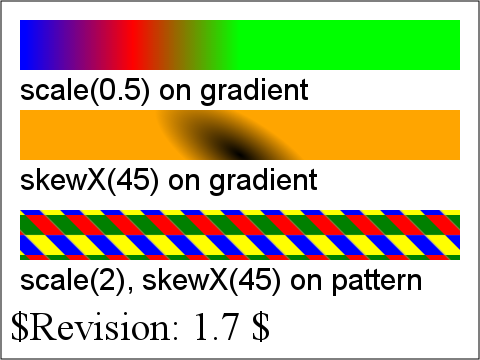 scale(0.5) on gradient
skewX(45) on gradient
scale(2), skewX(45) on pattern
$Revision: 1.7 $